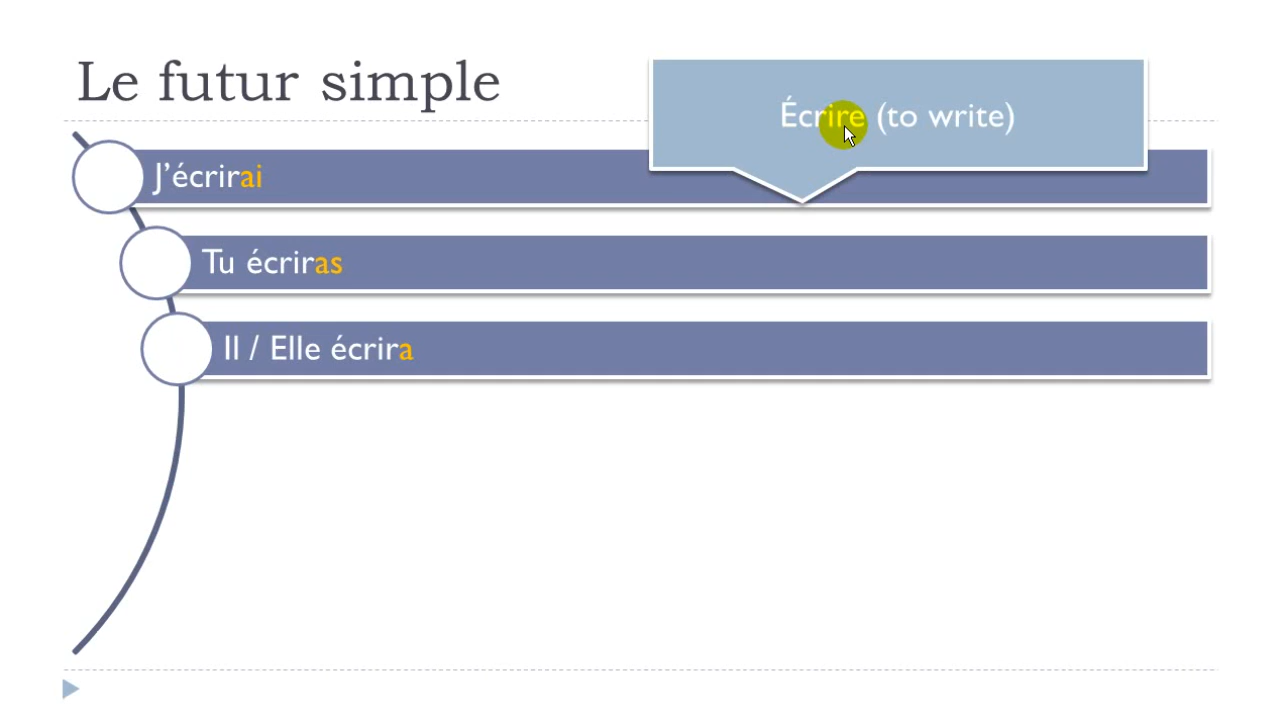 Le futur simple
Écrire (to write)
J’écrirai
Tu écriras
Il / Elle écrira